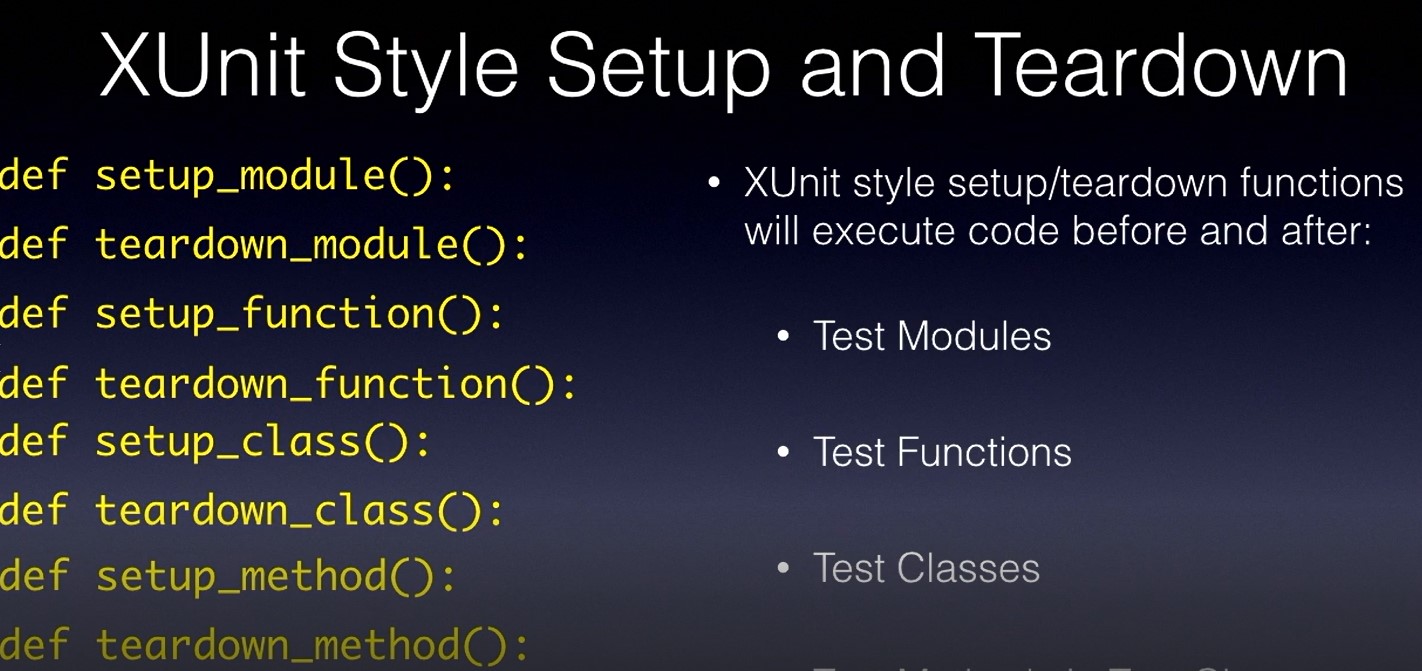 XUnit Style Setup and Teardown
def setup_module():
def teardown_module():
def setup_function():
def teardown_function():
def setup_class():
def teardown_class():
def setup_method():
def teardown_method():
• XUnit style setup/teardown functions
will execute code before and after:
• Test Modules
• Test Functions
• Test Classes